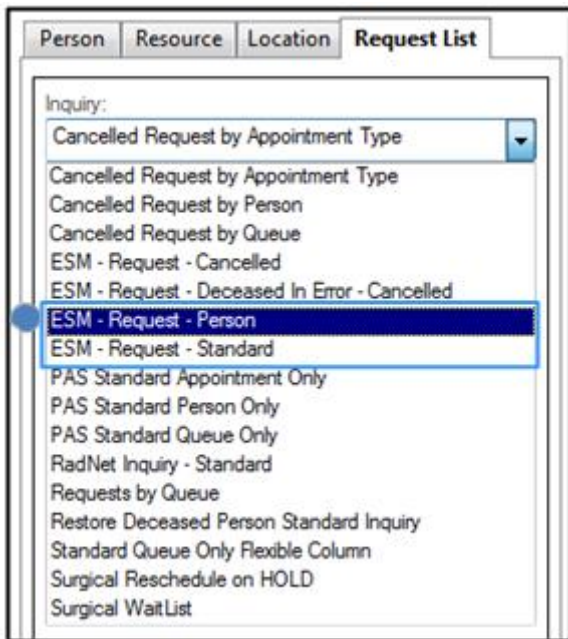 Person Resource Location Request List
Inquiry:
Cancelled Request by Appointment Type
Cancelled Request by Appointment Type
Cancelled Request by Person
Cancelled Request by Queue
ESM - Request - Cancelled
ESM - Request - Deceased In Error - Cancelled
ESM - Request - Person
ESM - Request - Standard
PAS Standard Appointment Only
PAS Standard Person Only
PAS Standard Queue Only
RadNet Inquiry - Standard
Requests by Queue
Restore Deceased Person Standard Inquiry
Standard Queue Only Flexible Column
Surgical Reschedule on HOLD
Surgical WaitList